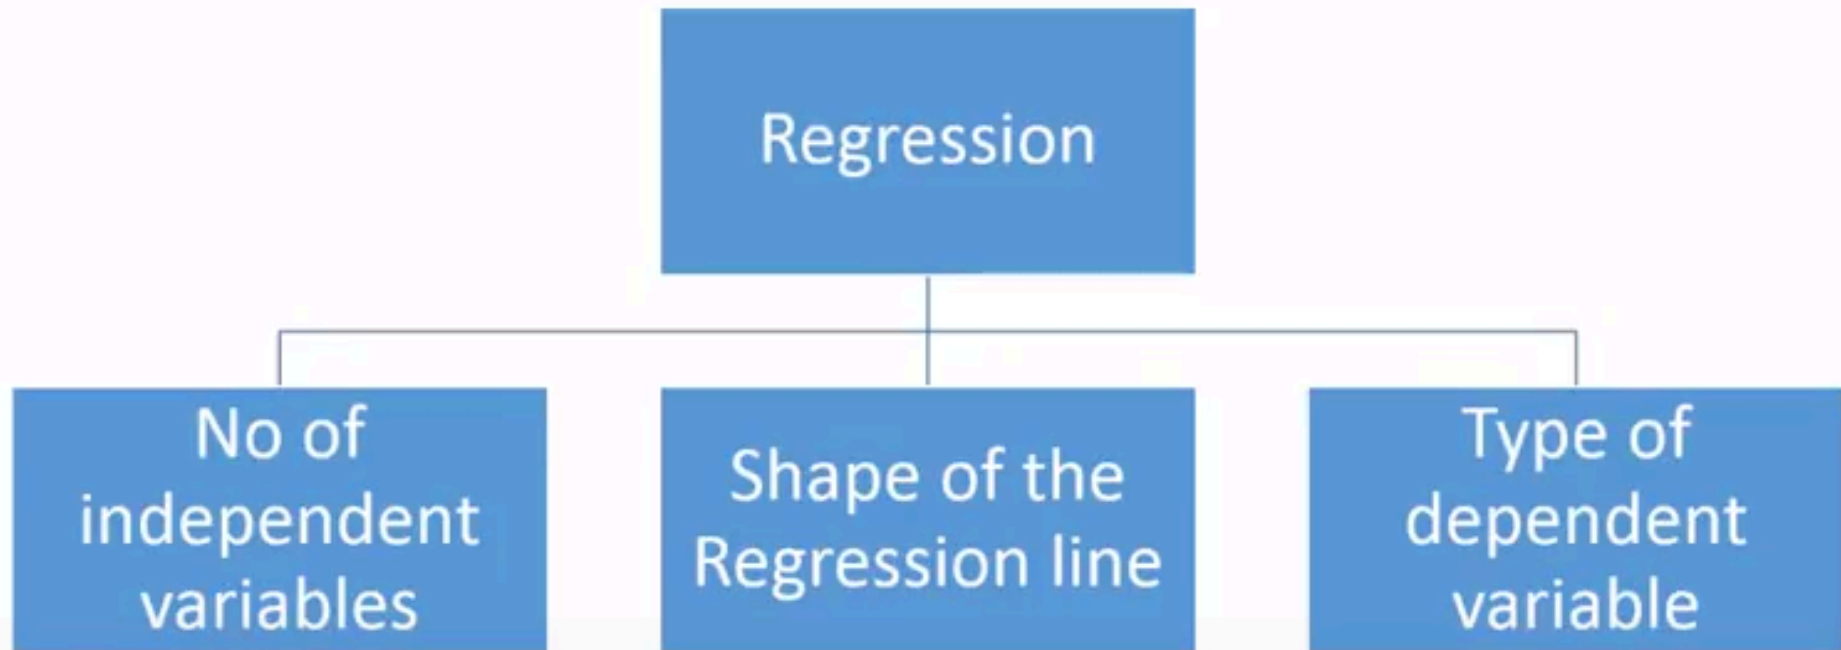 Regression
No of
independent
variables
Shape of the
Regression line
Type of
dependent
variable